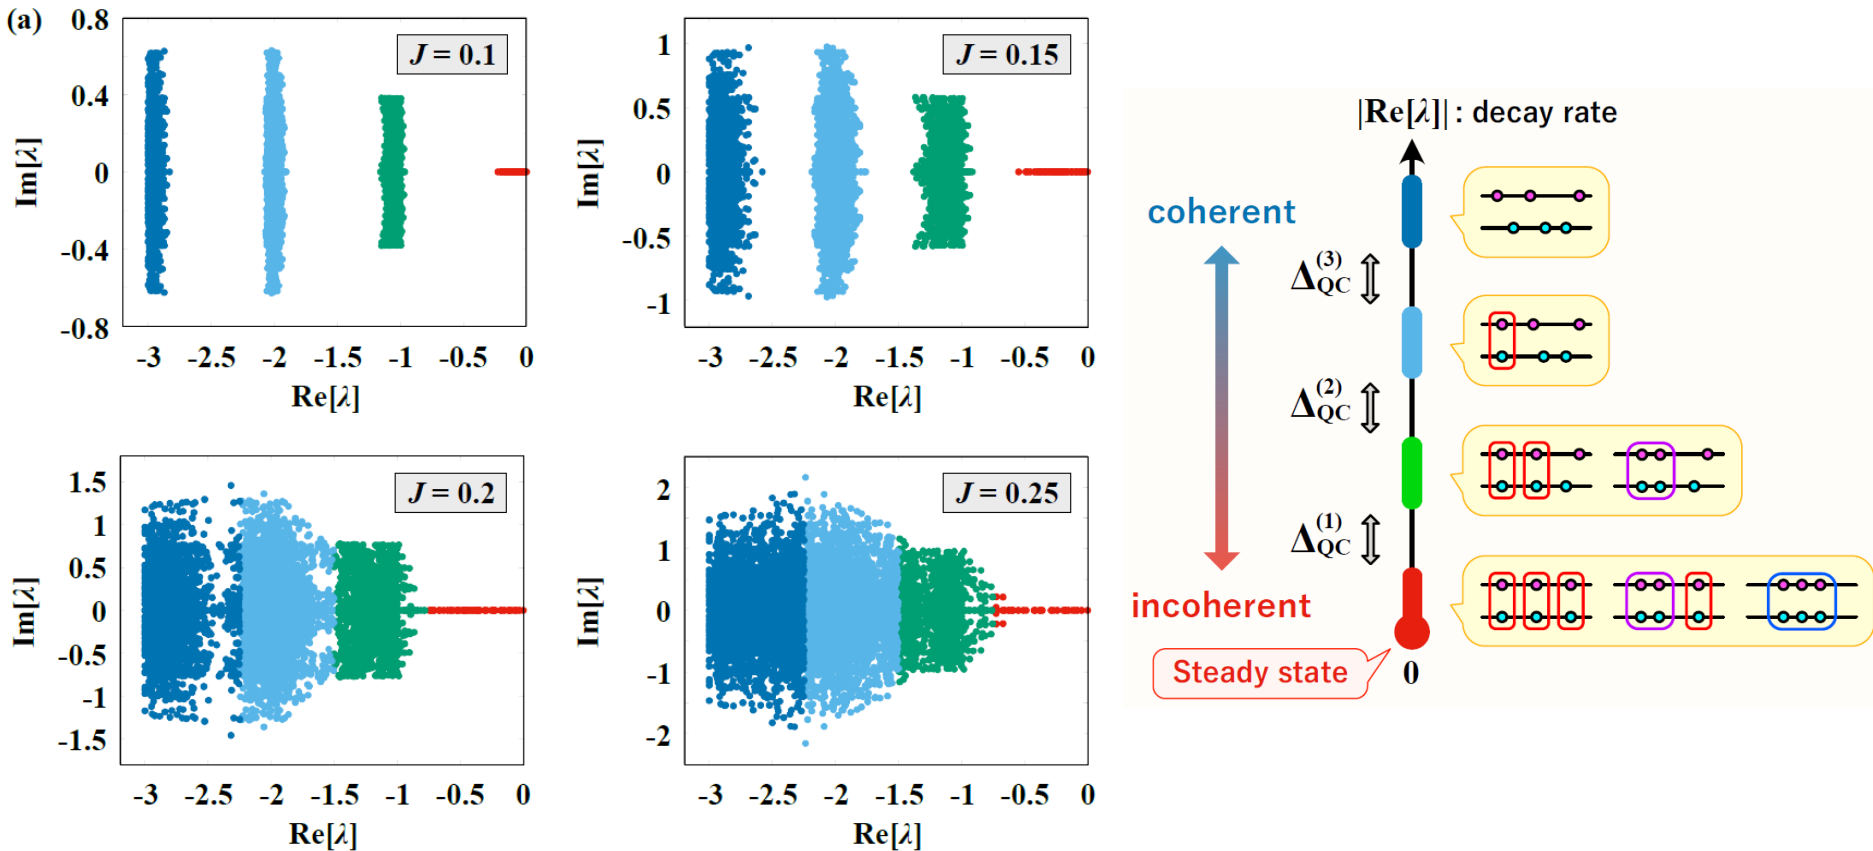 (a)
J = 0.1
0.8
0.4
0
-0.4
-0.8
Im[λ]
-3 -2.5 -2 -1.5 -1 -0.5 0
Re[λ]
J = 0.15
1
0.5
0
-0.5
-1
Im[λ]
-3 -2.5 -2 -1.5 -1 -0.5 0
Re[λ]
J = 0.2
1.5
1
0.5
0
-0.5
-1
-1.5
Im[λ]
-3 -2.5 -2 -1.5 -1 -0.5 0
Re[λ]
J = 0.25
2
1
0
-1
-2
Im[λ]
-3 -2.5 -2 -1.5 -1 -0.5 0
Re[λ]
|Re[λ]| : decay rate
coherent
Δ_QC^(3)
Δ_QC^(2)
Δ_QC^(1)
incoherent
Steady state
0